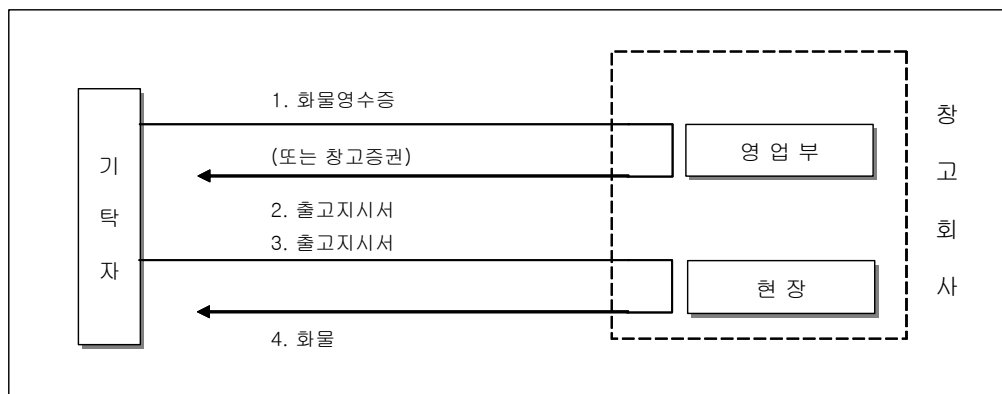 1. 화물영수증
(또는 창고증권)
2. 출고지시서
3. 출고지시서
4. 화물
기
탁
자
영 업 부
현 장
창
고
회
사